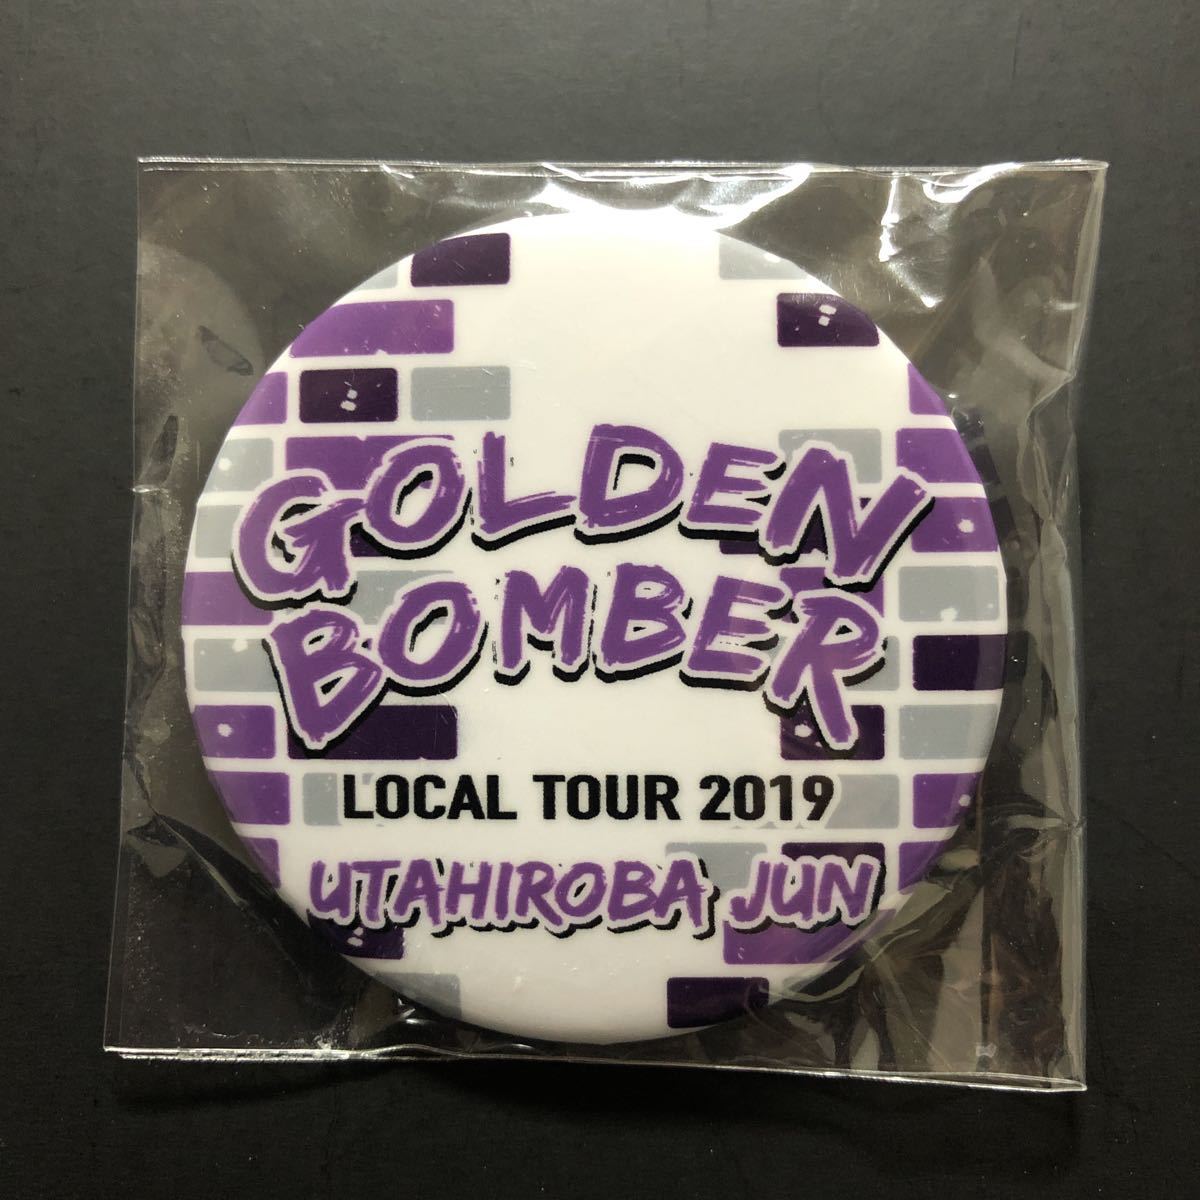 GOLDEN
BOMBER
LOCAL TOUR 2019
UTAHIROBA JUN